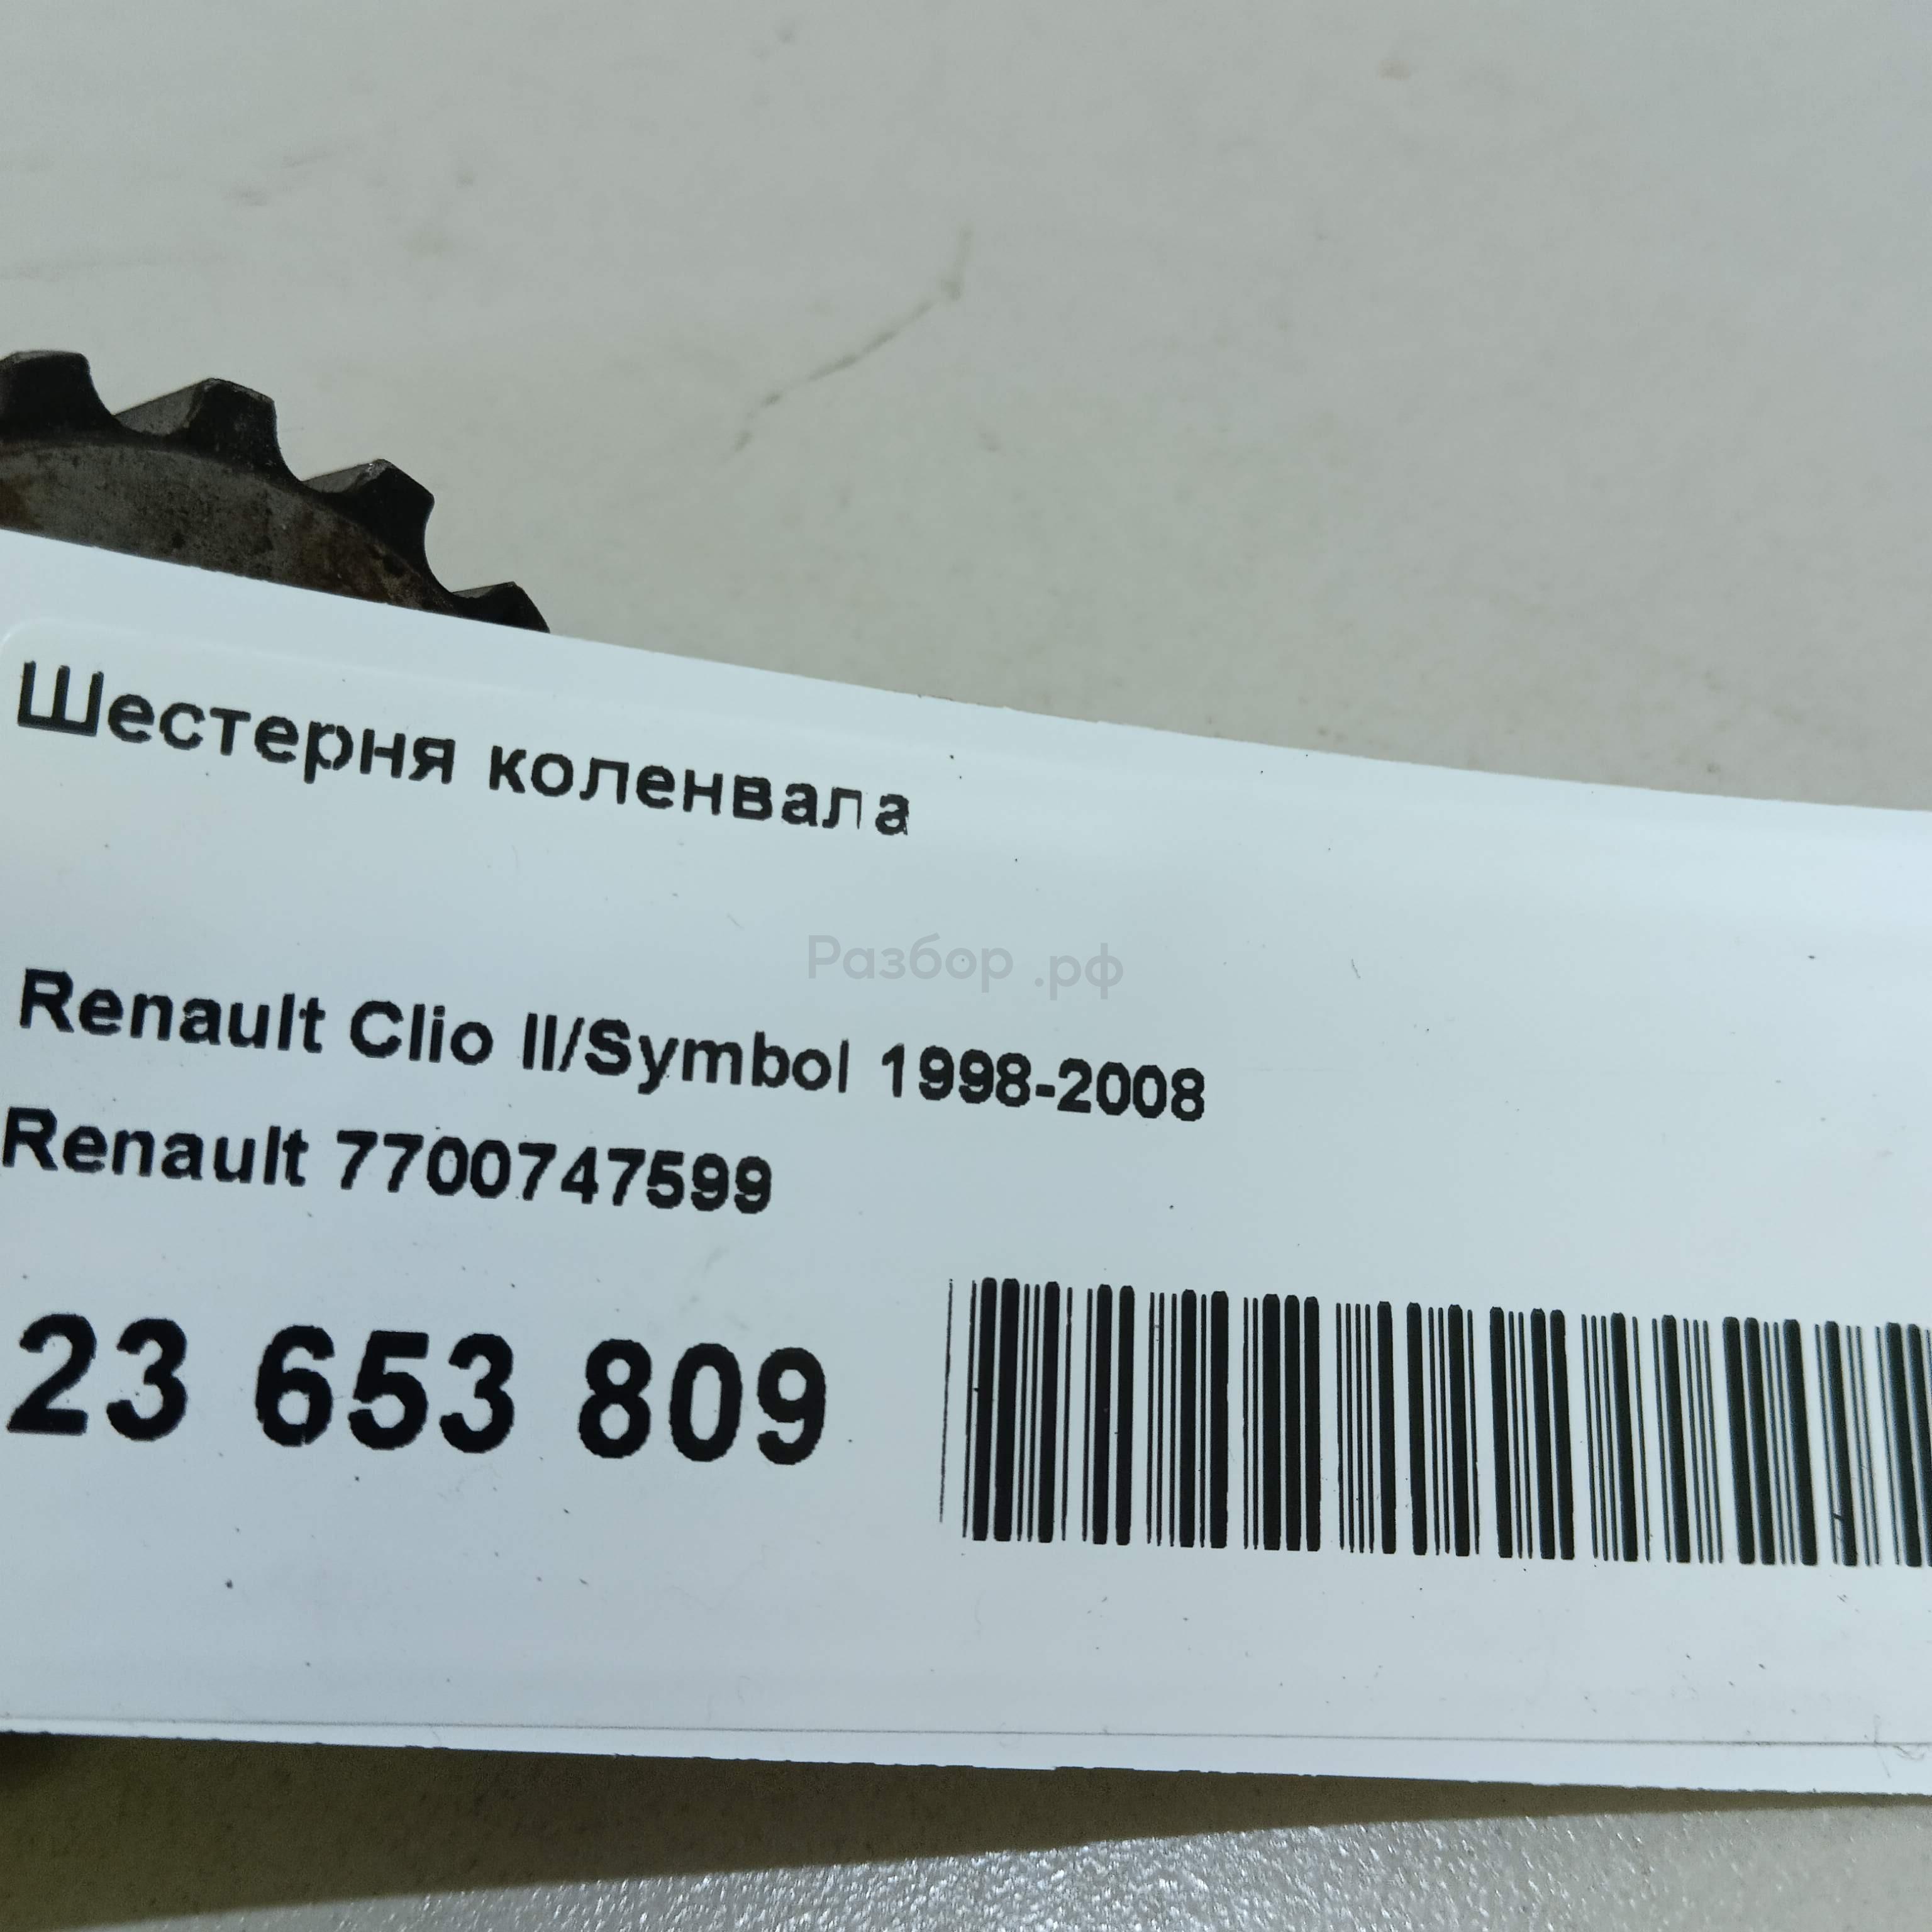 Шестерня коленвала
Разбор .рф
Renault Clio II/Symbol 1998-2008
Renault 7700747599
23 653 809